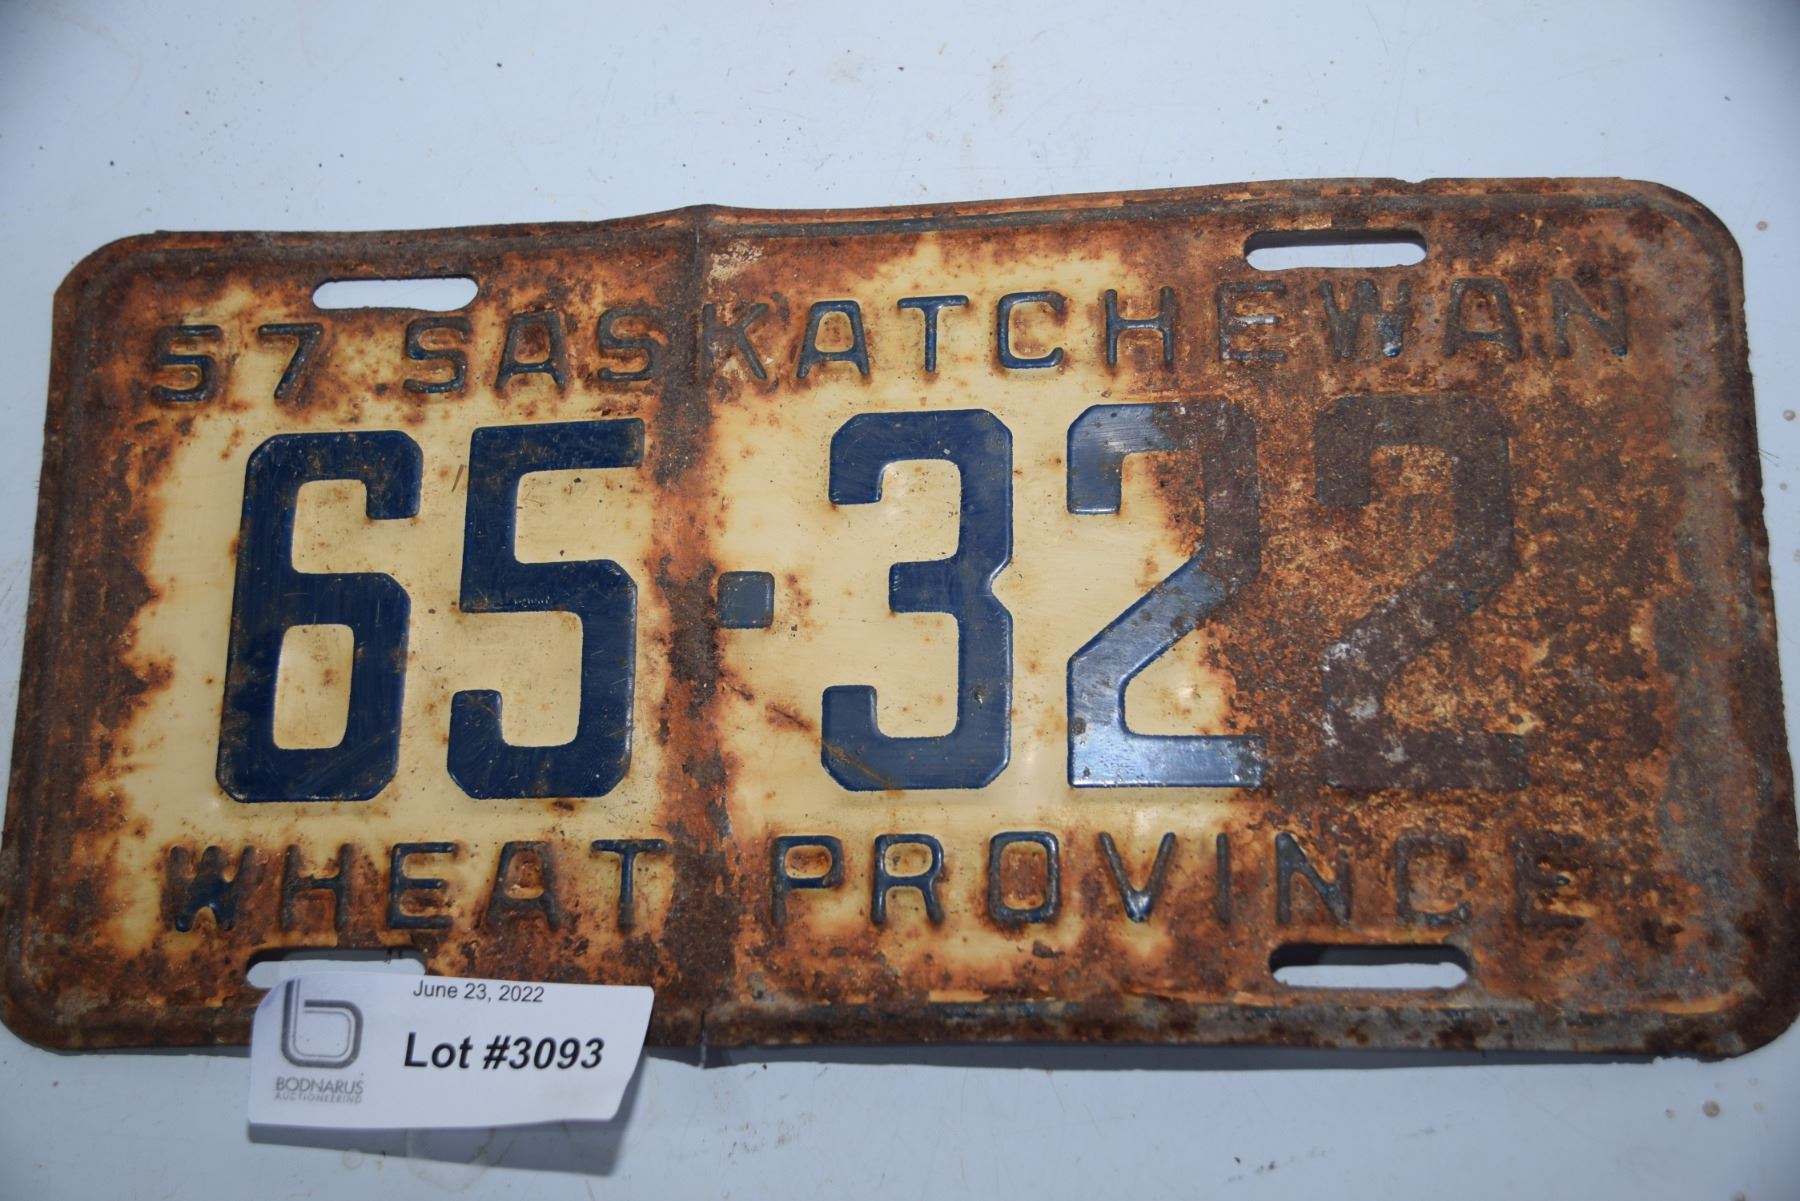 57 SASKATCHEWAN
65-322
WHEAT PROVINCE
June 23, 2022
Lot #3093
b
BODNARUS
AUCTIONEERING